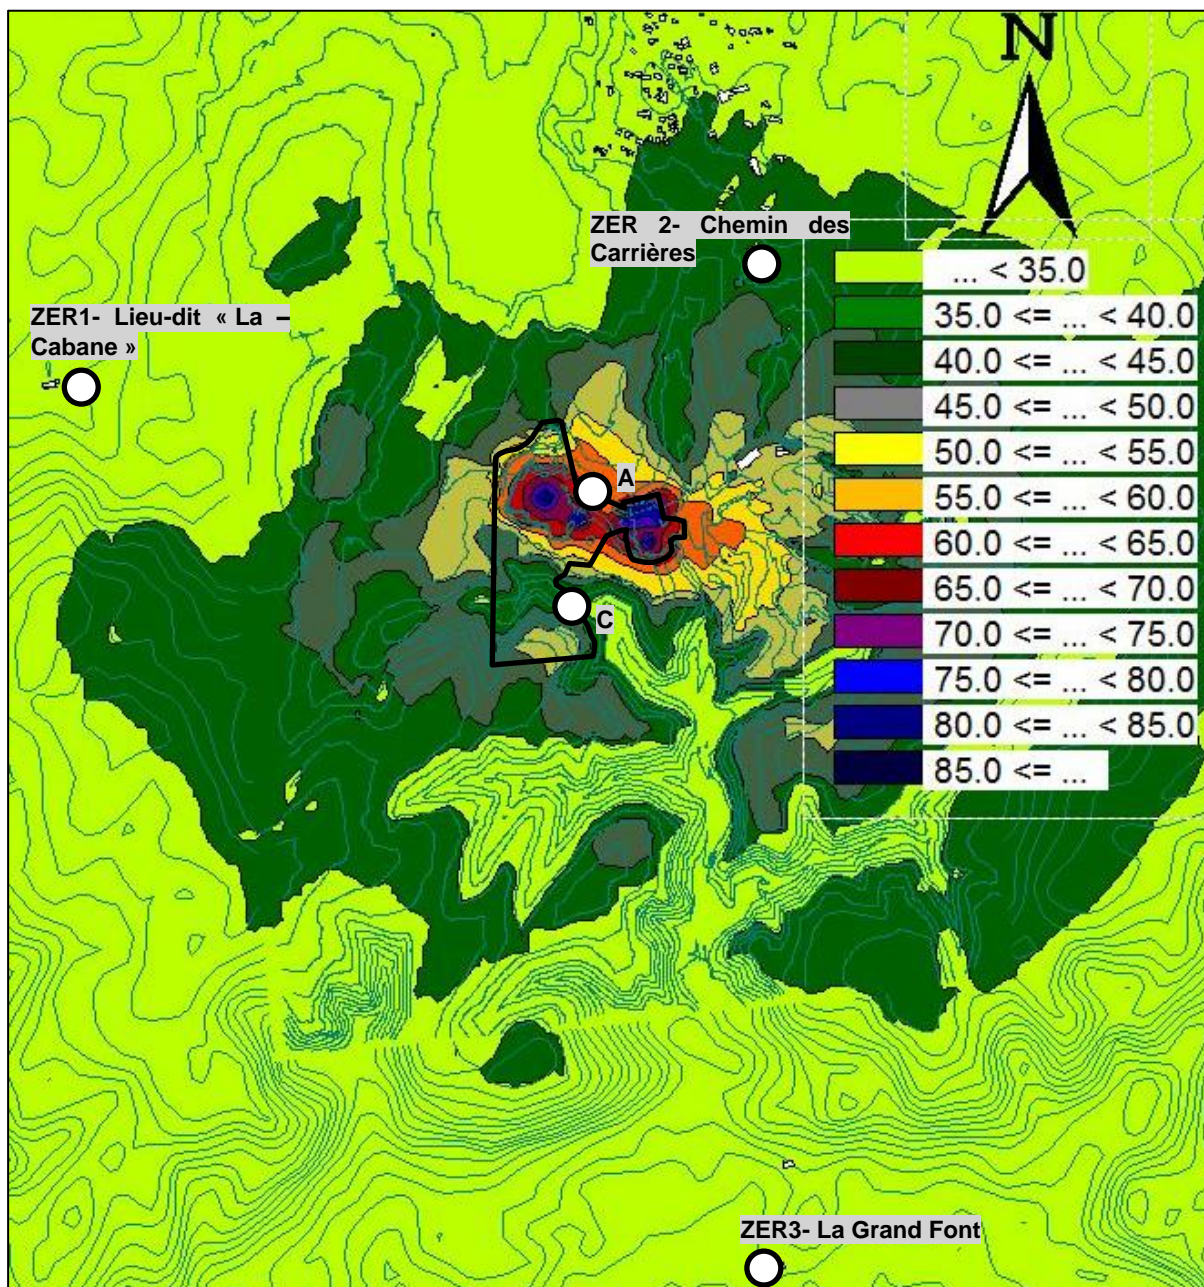 N
ZER 2- Chemin des
Carrières
ZER1- Lieu-dit « La –
Cabane »
... < 35.0
35.0 <= ... < 40.0
40.0 <= ... < 45.0
45.0 <= ... < 50.0
50.0 <= ... < 55.0
55.0 <= ... < 60.0
60.0 <= ... < 65.0
65.0 <= ... < 70.0
70.0 <= ... < 75.0
75.0 <= ... < 80.0
80.0 <= ... < 85.0
85.0 <= ...
A
C
ZER3- La Grand Font